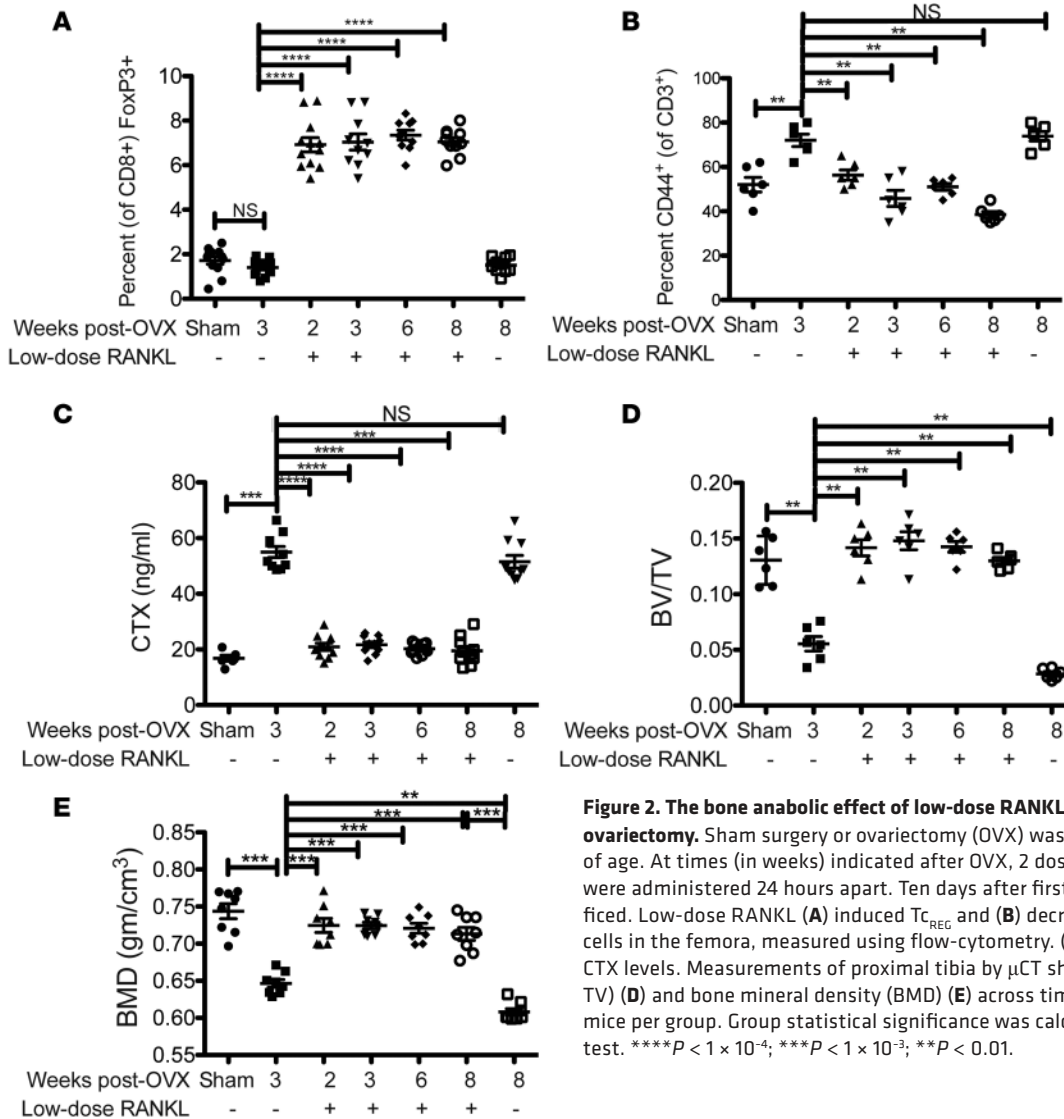 A
****
****
****
****
NS
Percent (of CD8+) FoxP3+
10
8
6
4
2
0
Weeks post-OVX Sham 3 2 3 6 8 8
Low-dose RANKL - - + + + + -
B
NS
**
**
**
**
**
Percent CD44⁺ (of CD3⁺)
100
80
60
40
20
0
Weeks post-OVX Sham 3 2 3 6 8 8
Low-dose RANKL - - + + + + -
C
NS
***
****
****
****
***
CTX (ng/ml)
80
60
40
20
0
Weeks post-OVX Sham 3 2 3 6 8 8
Low-dose RANKL - - + + + + -
D
**
**
**
**
**
**
BV/TV
0.20
0.15
0.10
0.05
0.00
Weeks post-OVX Sham 3 2 3 6 8 8
Low-dose RANKL - - + + + + -
E
**
*** ***
***
***
*** ***
BMD (gm/cm³)
0.85
0.80
0.75
0.70
0.65
0.60
0.55
Weeks post-OVX Sham 3 2 3 6 8 8
Low-dose RANKL - - + + + + -
Figure 2. The bone anabolic effect of low-dose RANKL
ovariectomy. Sham surgery or ovariectomy (OVX) was
of age. At times (in weeks) indicated after OVX, 2 dos
were administered 24 hours apart. Ten days after first
ficed. Low-dose RANKL (A) induced Tc_REG and (B) decr
cells in the femora, measured using flow-cytometry. (
CTX levels. Measurements of proximal tibia by μCT sh
TV) (D) and bone mineral density (BMD) (E) across tim
mice per group. Group statistical significance was calc
test. ****P < 1 × 10⁻⁴; ***P < 1 × 10⁻³; **P < 0.01.